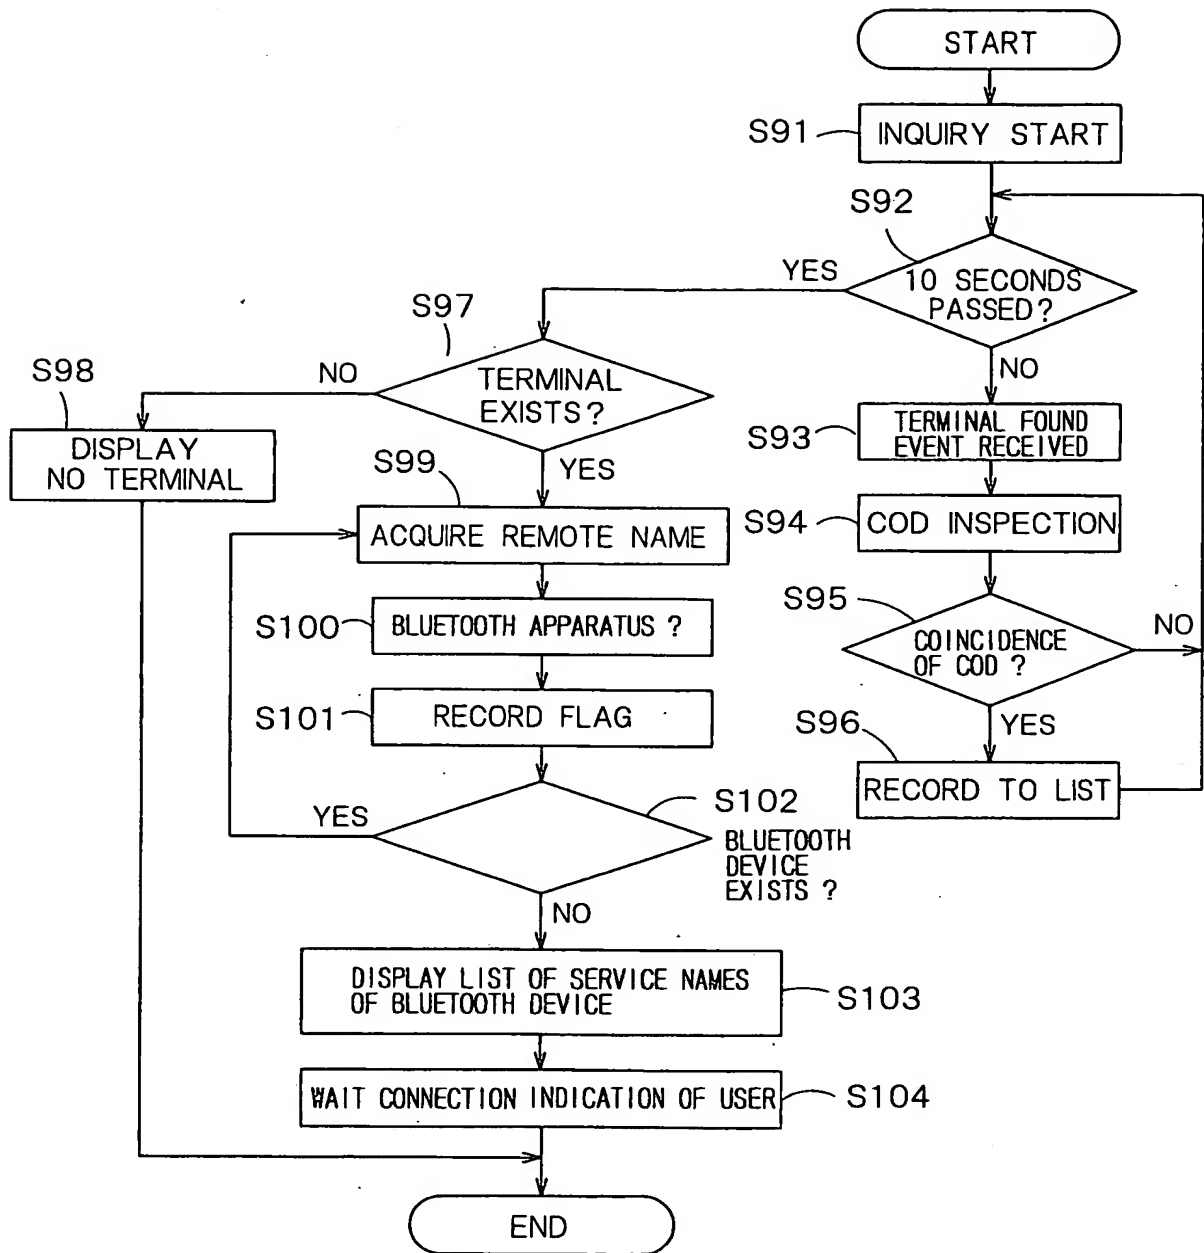 START
S91
INQUIRY START
S92
10 SECONDS
PASSED?
YES
NO
S93
TERMINAL FOUND
EVENT RECEIVED
S94
COD INSPECTION
S95
COINCIDENCE
OF COD ?
NO
YES
S96
RECORD TO LIST
S97
TERMINAL
EXISTS?
NO
YES
S98
DISPLAY
NO TERMINAL
S99
ACQUIRE REMOTE NAME
S100
BLUETOOTH APPARATUS ?
S101
RECORD FLAG
S102
BLUETOOTH
DEVICE
EXISTS ?
YES
NO
DISPLAY LIST OF SERVICE NAMES
OF BLUETOOTH DEVICE
S103
WAIT CONNECTION INDICATION OF USER
S104
END